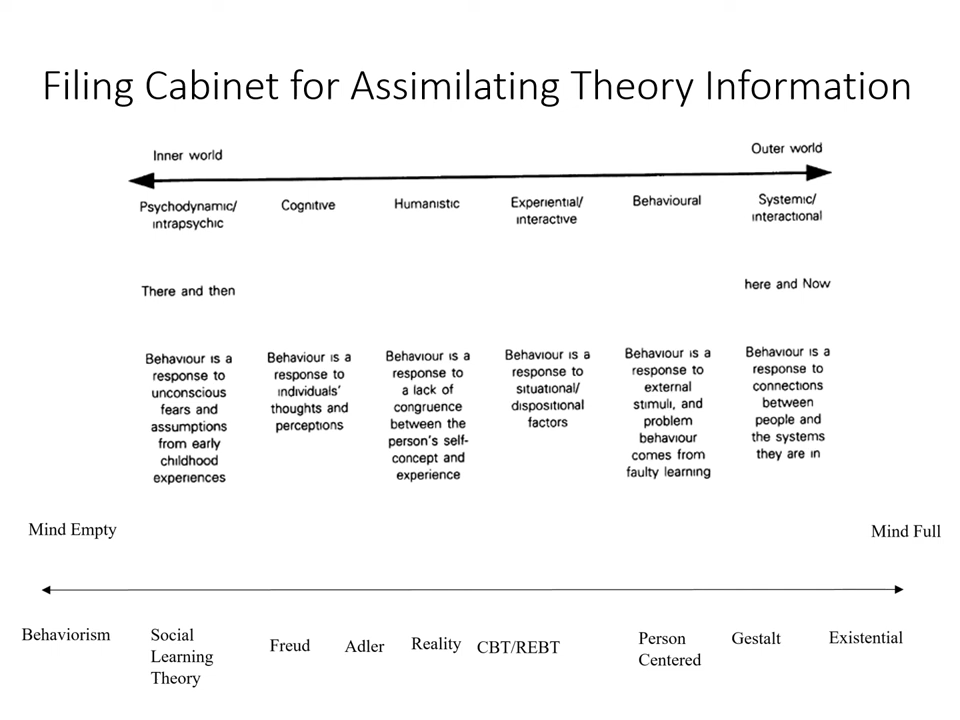 Filing Cabinet for Assimilating Theory Information
Inner world
Outer world
Psychodynamic/
intrapsychic
Cognitive
Humanistic
Experiential/
interactive
Behavioural
Systemic/
interactional
There and then
here and Now
Behaviour is a
response to
unconscious
fears and
assumptions
from early
childhood
experiences
Behaviour is a
response to
individuals'
thoughts and
perceptions
Behaviour is a
response to
a lack of
congruence
between the
person's self-
concept and
experience
Behaviour is a
response to
situational/
dispositional
factors
Behaviour is a
response to
external
stimuli, and
problem
behaviour
comes from
faulty learning
Behaviour is a
response to
connections
between
people and
the systems
they are in
Mind Empty
Mind Full
Behaviorism
Social
Learning
Theory
Freud
Adler
Reality
CBT/REBT
Person
Centered
Gestalt
Existential